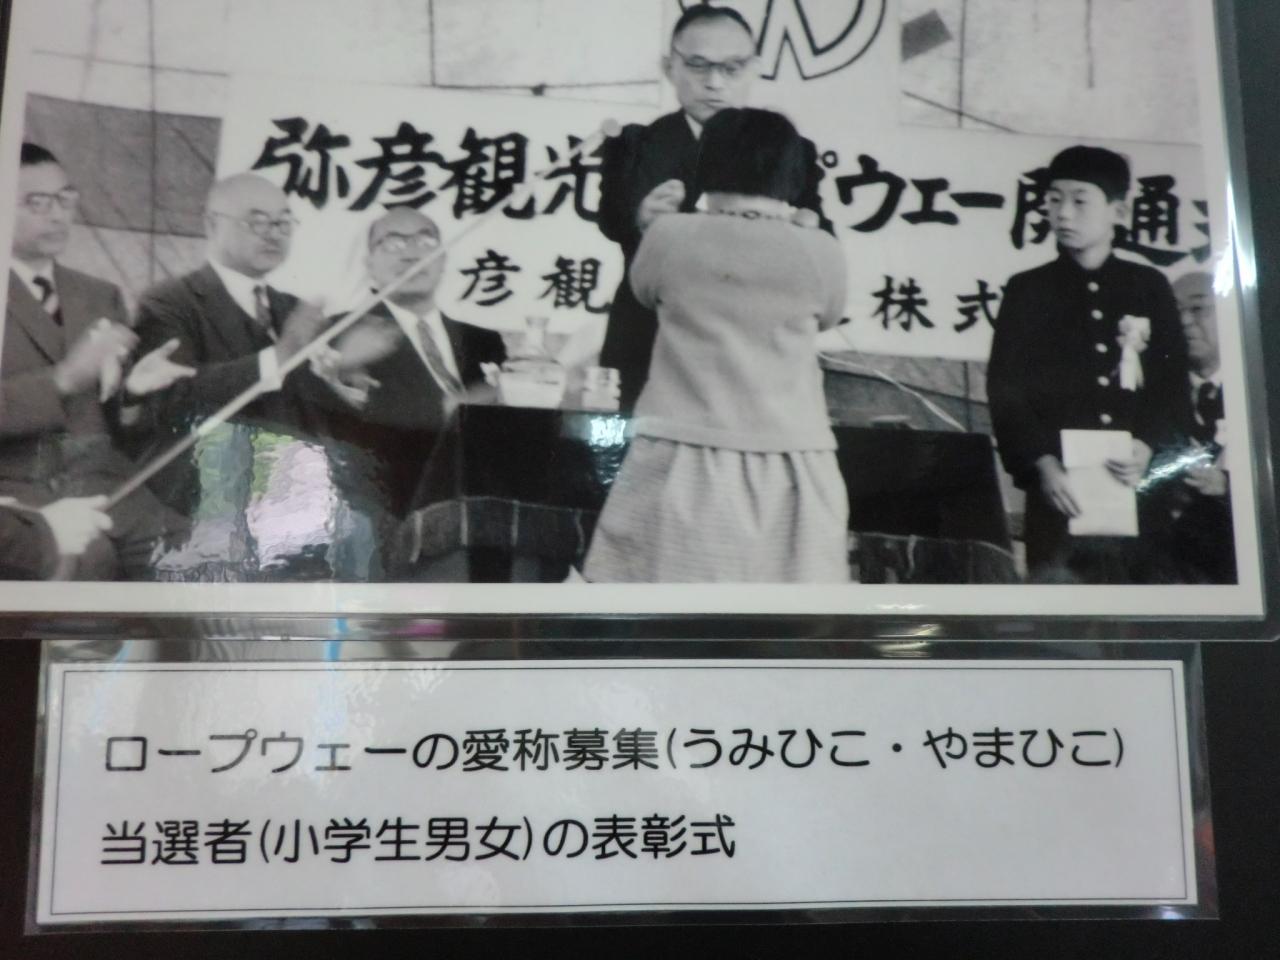 弥彦観光 ウェー開通
彦観 株式
ロープウェーの愛称募集(うみひこ・やまひこ)
当選者(小学生男女)の表彰式